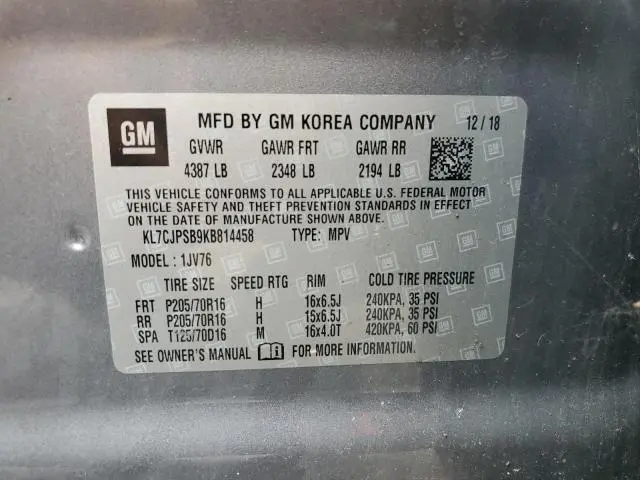 GM MFD BY GM KOREA COMPANY 12/18
GVWR GAWR FRT GAWR RR
4387 LB 2348 LB 2194 LB
THIS VEHICLE CONFORMS TO ALL APPLICABLE U.S. FEDERAL MOTOR
VEHICLE SAFETY AND THEFT PREVENTION STANDARDS IN EFFECT
ON THE DATE OF MANUFACTURE SHOWN ABOVE.
KL7CJPSB9KB814458 TYPE: MPV
MODEL: 1JV76
TIRE SIZE SPEED RTG RIM COLD TIRE PRESSURE
FRT P205/70R16 H 16x6.5J 240KPA, 35 PSI
RR P205/70R16 H 15x6.5J 240KPA, 35 PSI
SPA T125/70D16 M 16x4.0T 420KPA, 60 PSI
SEE OWNER'S MANUAL FOR MORE INFORMATION.